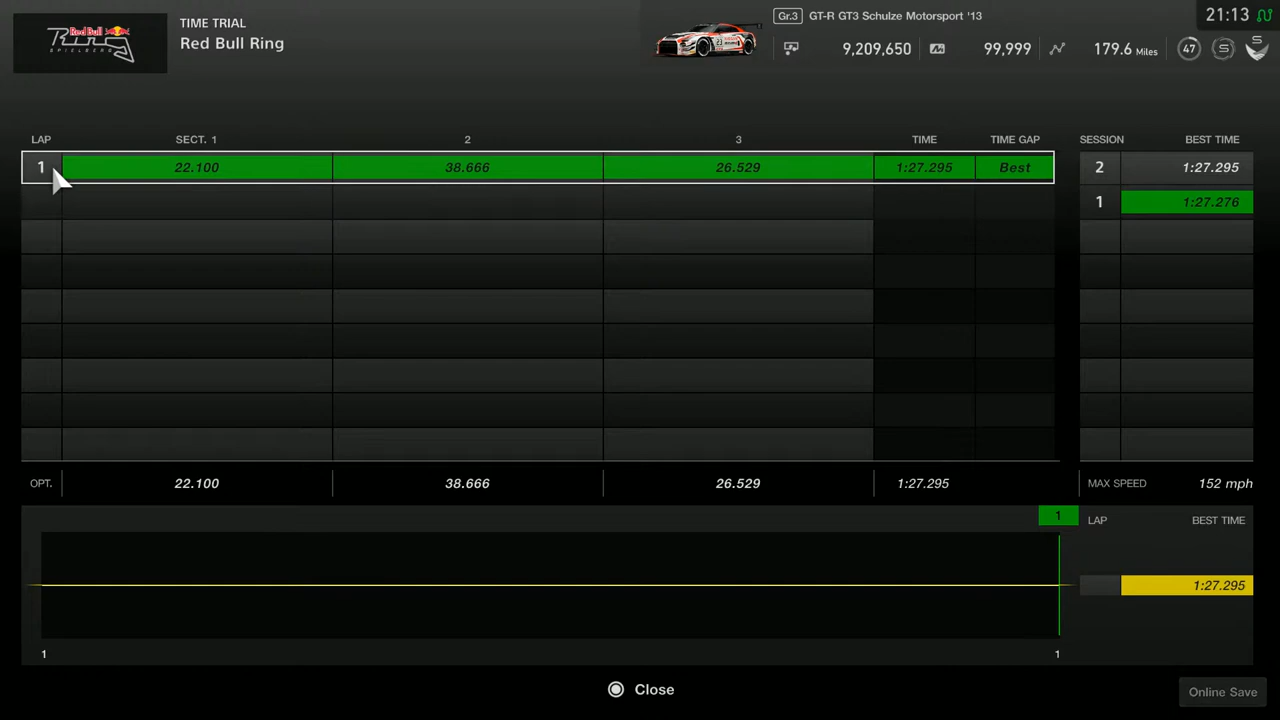 Red Bull
Ring
SPIELBERG
TIME TRIAL
Red Bull Ring
Gr.3 GT-R GT3 Schulze Motorsport '13
9,209,650 99,999 179.6 Miles 47 S S
21:13
LAP SECT. 1 2 3 TIME TIME GAP SESSION BEST TIME
1 22.100 38.666 26.529 1:27.295 Best 2 1:27.295
1 1:27.276
OPT. 22.100 38.666 26.529 1:27.295 MAX SPEED 152 mph
1 LAP BEST TIME
1:27.295
1 1
Close
Online Save